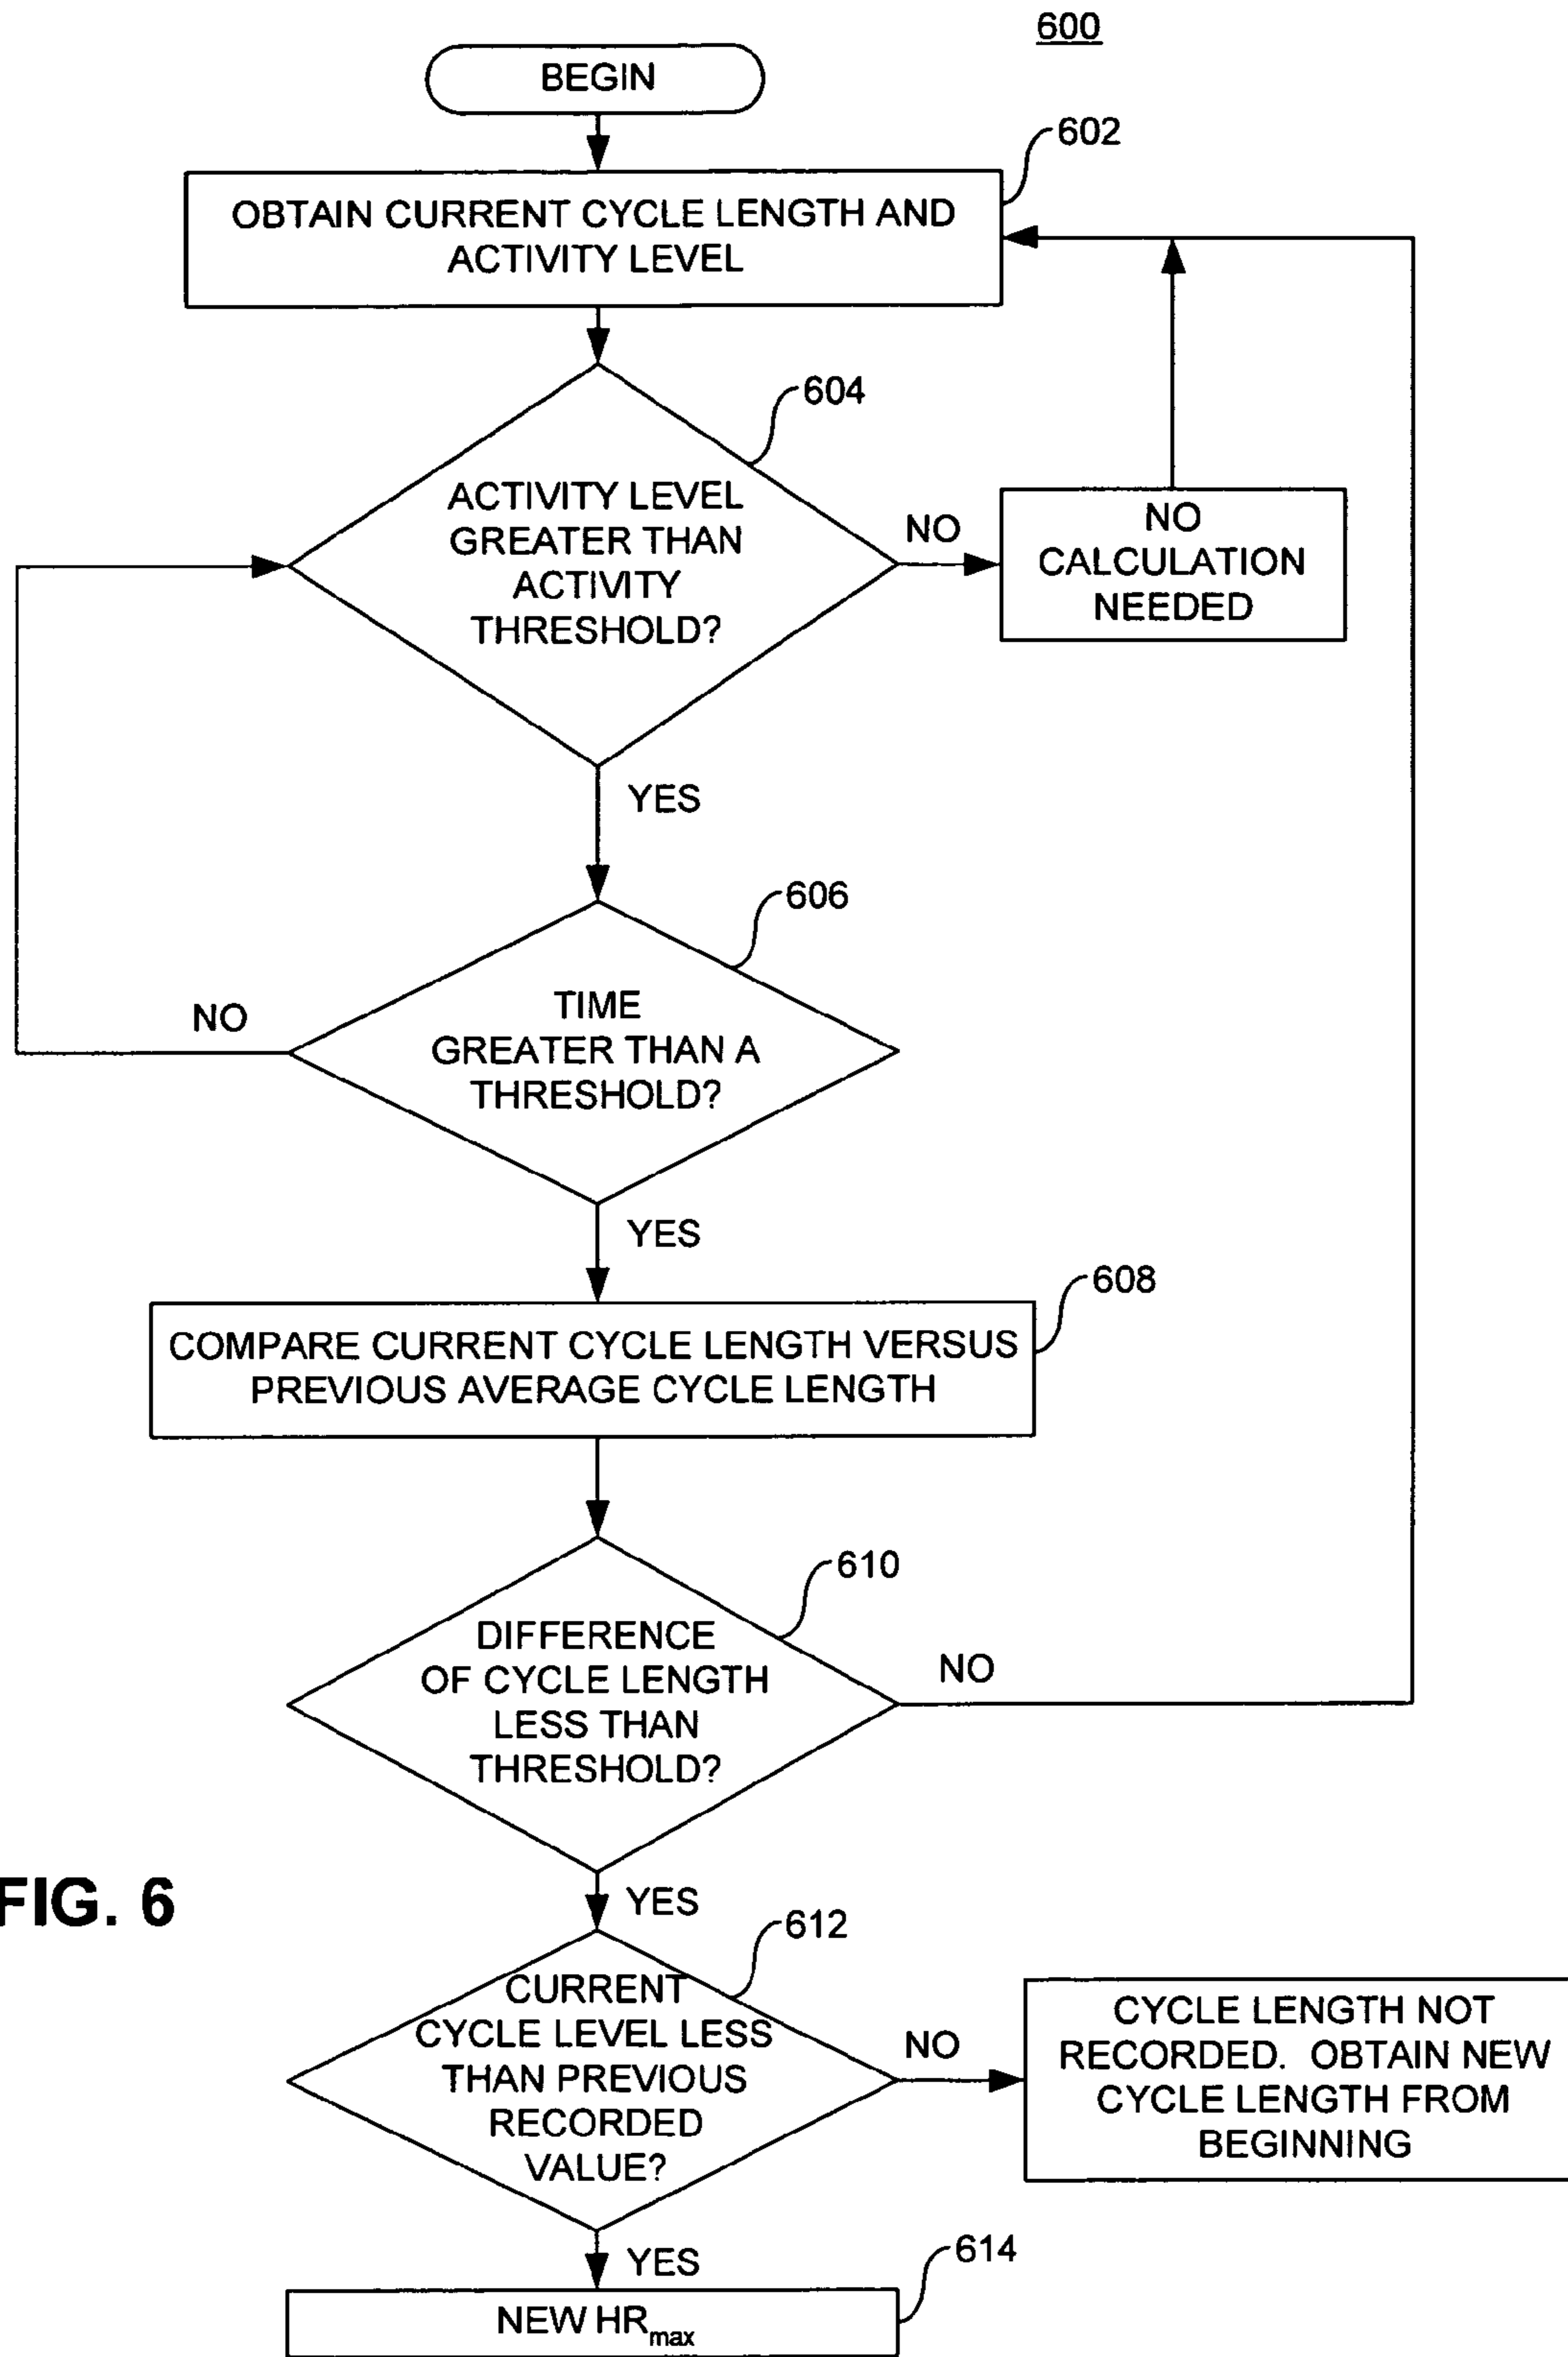 600
BEGIN
602
OBTAIN CURRENT CYCLE LENGTH AND
ACTIVITY LEVEL
604
ACTIVITY LEVEL
GREATER THAN
ACTIVITY
THRESHOLD?
NO
NO
CALCULATION
NEEDED
YES
606
TIME
GREATER THAN A
THRESHOLD?
NO
YES
608
COMPARE CURRENT CYCLE LENGTH VERSUS
PREVIOUS AVERAGE CYCLE LENGTH
610
DIFFERENCE
OF CYCLE LENGTH
LESS THAN
THRESHOLD?
NO
FIG. 6
YES
612
CURRENT
CYCLE LEVEL LESS
THAN PREVIOUS
RECORDED
VALUE?
NO
CYCLE LENGTH NOT
RECORDED. OBTAIN NEW
CYCLE LENGTH FROM
BEGINNING
YES
614
NEW HRmax